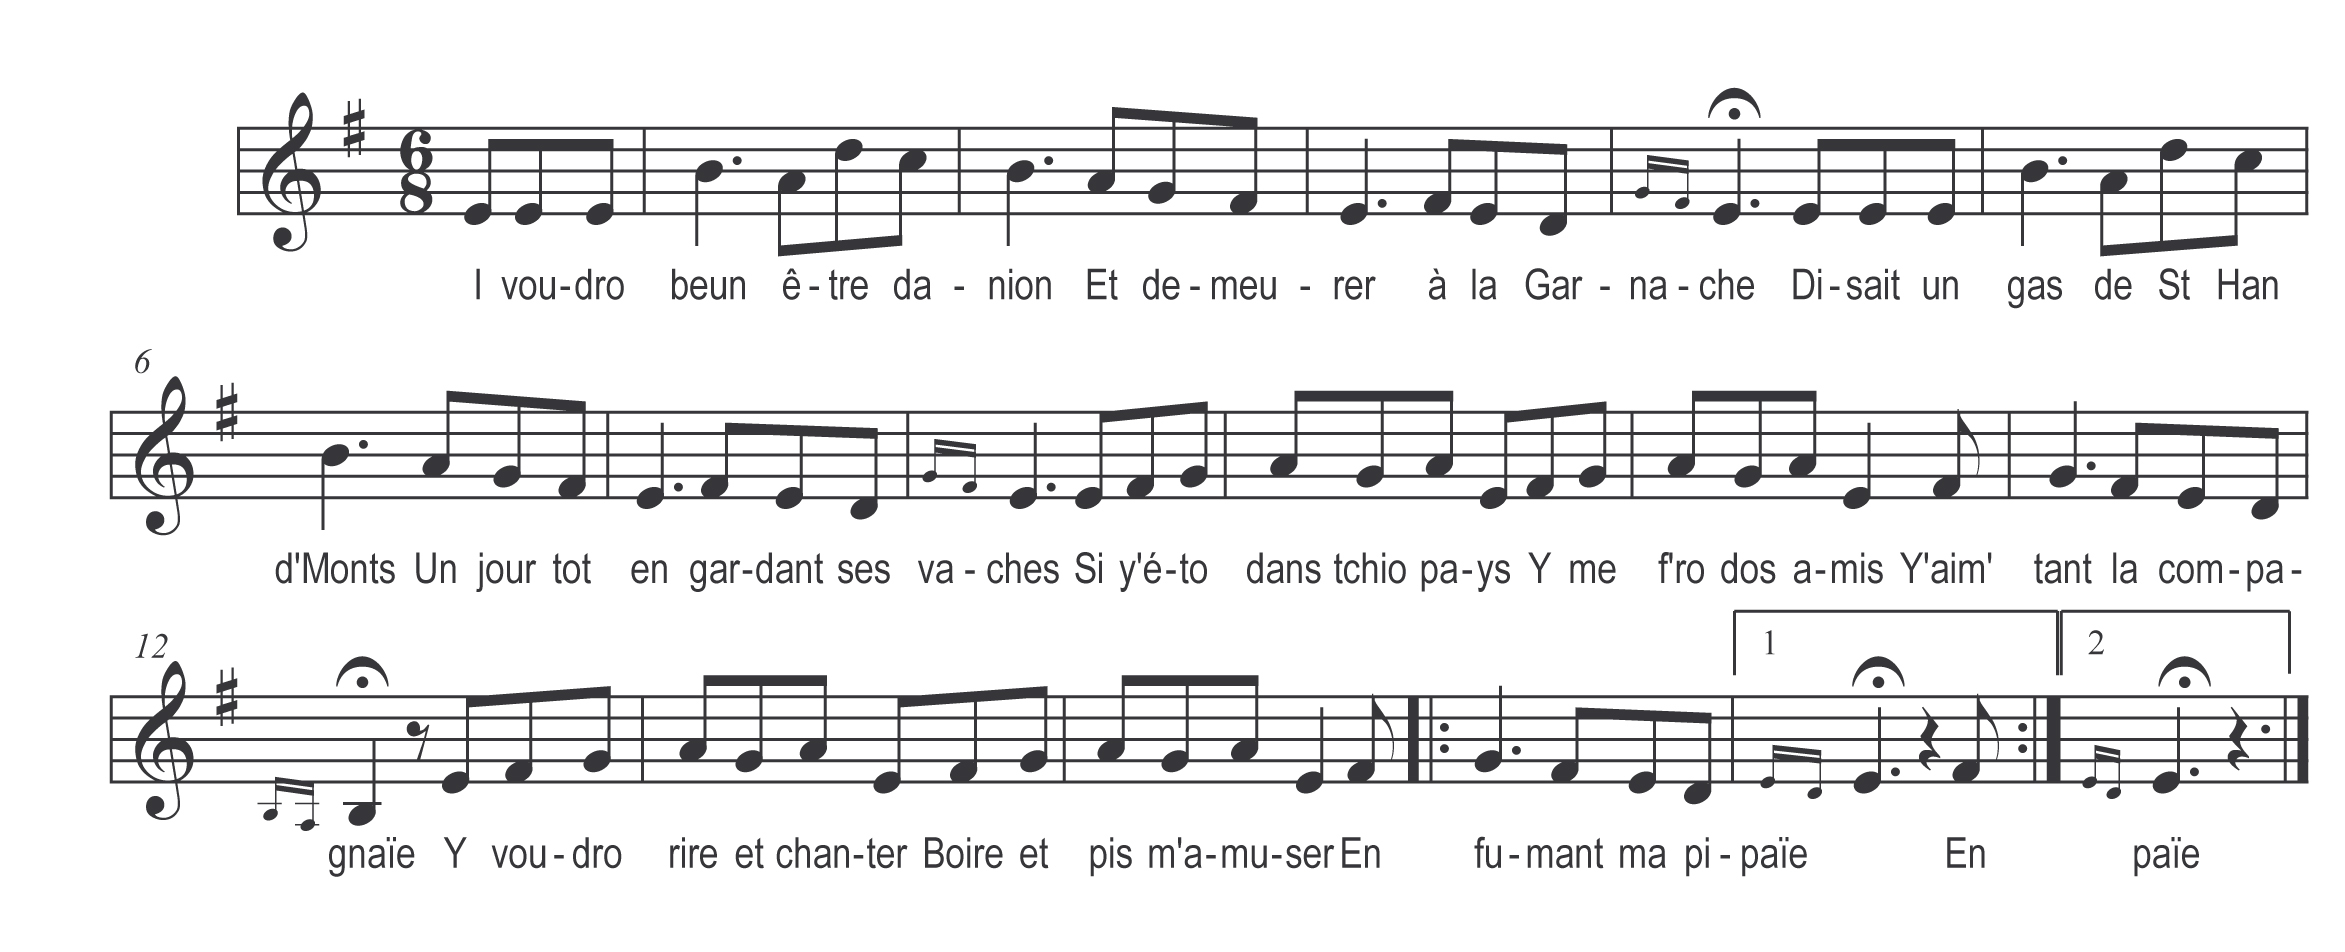 I vou-dro beun ê-tre da - nion Et de-meu - rer à la Gar - na-che Di-sait un gas de St Han
6
d'Monts Un jour tot en gar-dant ses va-ches Si y'é-to dans tchio pa-ys Y me f'ro dos a-mis Y'aim' tant la com-pa-
12
1 2
gnaïe Y vou-dro rire et chan-ter Boire et pis m'a-mu-ser En fu-mant ma pi-païe En païe